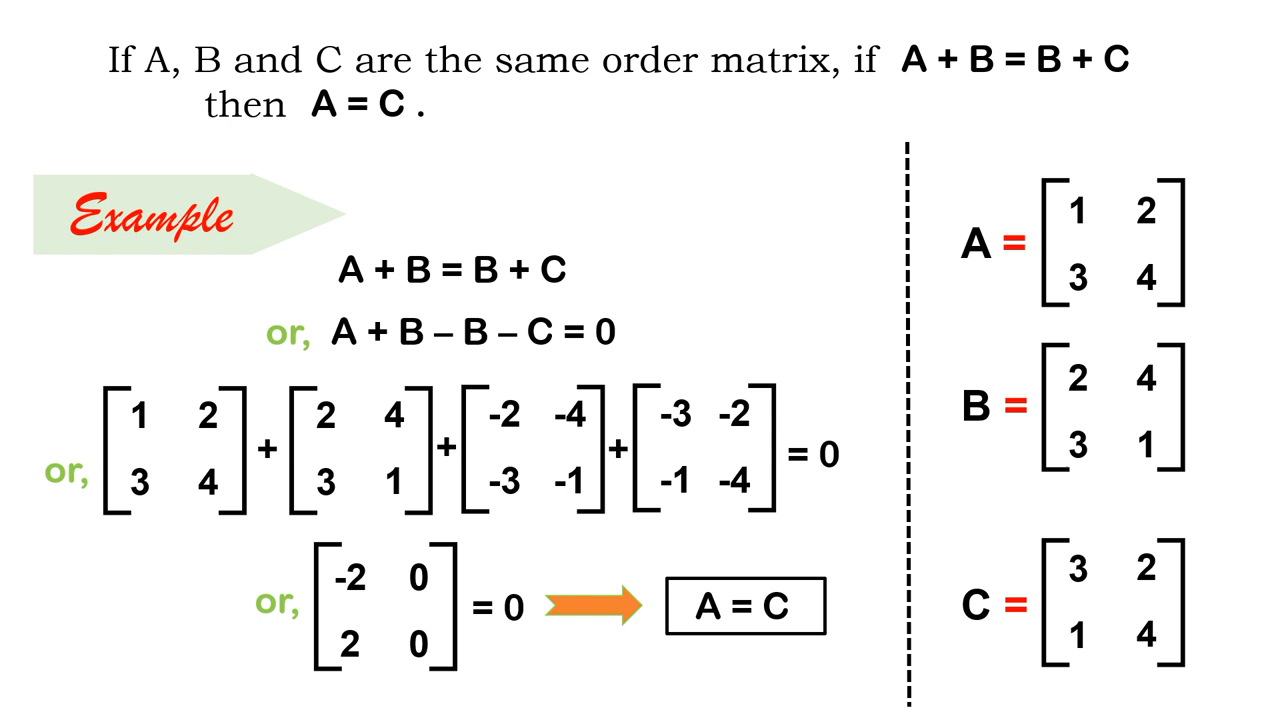 If A, B and C are the same order matrix, if A + B = B + C
then A = C .
Example
A + B = B + C
or, A + B – B – C = 0
or, [1 2 3 4] + [2 4 3 1] + [-2 -4 -3 -1] + [-3 -2 -1 -4] = 0
or, [-2 0 2 0] = 0 A = C
A = [1 2 3 4]
B = [2 4 3 1]
C = [3 2 1 4]